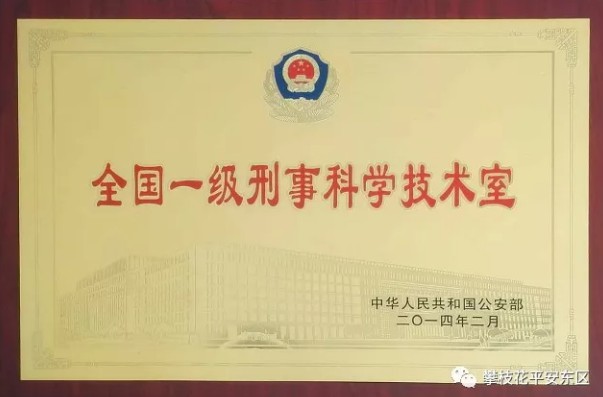 全国一级刑事科学技术室
中华人民共和国公安部
二〇一四年二月
攀枝花平安东区